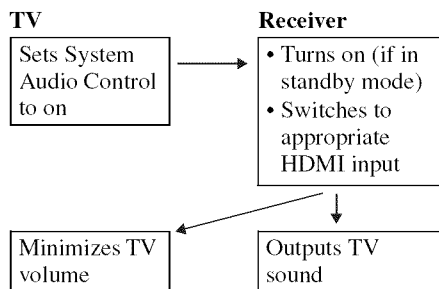 TV
Sets System
Audio Control
to on
Receiver
• Turns on (if in
standby mode)
• Switches to
appropriate
HDMI input
Minimizes TV
volume
Outputs TV
sound